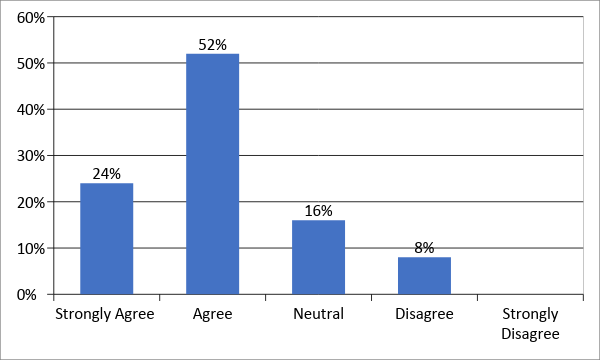 60%
50%
40%
30%
20%
10%
0%
24%
52%
16%
8%
Strongly Agree
Agree
Neutral
Disagree
Strongly
Disagree